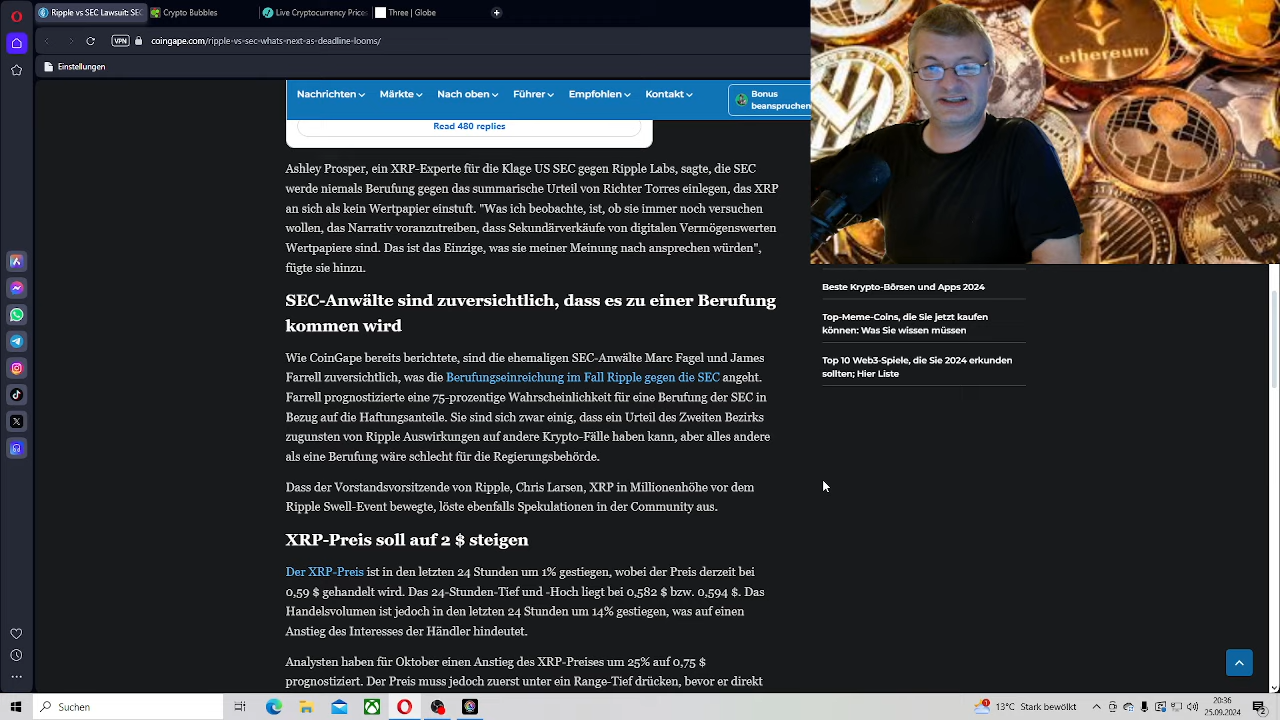 Ripple vs SEC Lawsuit: SEC
Crypto Bubbles
Live Cryptocurrency Prices
Three | Globe
VPN
coingape.com/ripple-vs-sec-whats-next-as-deadline-looms/
Einstellungen
Nachrichten
Märkte
Nach oben
Führer
Empfohlen
Kontakt
Bonus
beanspruchen
Read 480 replies
Ashley Prosper, ein XRP-Experte für die Klage US SEC gegen Ripple Labs, sagte, die SEC
werde niemals Berufung gegen das summarische Urteil von Richter Torres einlegen, das XRP
an sich als kein Wertpapier einstuft. "Was ich beobachte, ist, ob sie immer noch versuchen
wollen, das Narrativ voranzutreiben, dass Sekundärverkäufe von digitalen Vermögenswerten
Wertpapiere sind. Das ist das Einzige, was sie meiner Meinung nach ansprechen würden",
fügte sie hinzu.
SEC-Anwälte sind zuversichtlich, dass es zu einer Berufung
kommen wird
Wie CoinGape bereits berichtete, sind die ehemaligen SEC-Anwälte Marc Fagel und James
Farrell zuversichtlich, was die Berufungseinreichung im Fall Ripple gegen die SEC angeht.
Farrell prognostizierte eine 75-prozentige Wahrscheinlichkeit für eine Berufung der SEC in
Bezug auf die Haftungsanteile. Sie sind sich zwar einig, dass ein Urteil des Zweiten Bezirks
zugunsten von Ripple Auswirkungen auf andere Krypto-Fälle haben kann, aber alles andere
als eine Berufung wäre schlecht für die Regierungsbehörde.
Dass der Vorstandsvorsitzende von Ripple, Chris Larsen, XRP in Millionenhöhe vor dem
Ripple Swell-Event bewegte, löste ebenfalls Spekulationen in der Community aus.
XRP-Preis soll auf 2 $ steigen
Der XRP-Preis ist in den letzten 24 Stunden um 1% gestiegen, wobei der Preis derzeit bei
0,59 $ gehandelt wird. Das 24-Stunden-Tief und -Hoch liegt bei 0,582 $ bzw. 0,594 $. Das
Handelsvolumen ist jedoch in den letzten 24 Stunden um 14% gestiegen, was auf einen
Anstieg des Interesses der Händler hindeutet.
Analysten haben für Oktober einen Anstieg des XRP-Preises um 25% auf 0,75 $
prognostiziert. Der Preis muss jedoch zuerst unter ein Range-Tief drücken, bevor er direkt
ethereum
Beste Krypto-Börsen und Apps 2024
Top-Meme-Coins, die Sie jetzt kaufen
können: Was Sie wissen müssen
Top 10 Web3-Spiele, die Sie 2024 erkunden
sollten; Hier Liste
Suchen
1
13°C Stark bewölkt
20:36
25.09.2024
2